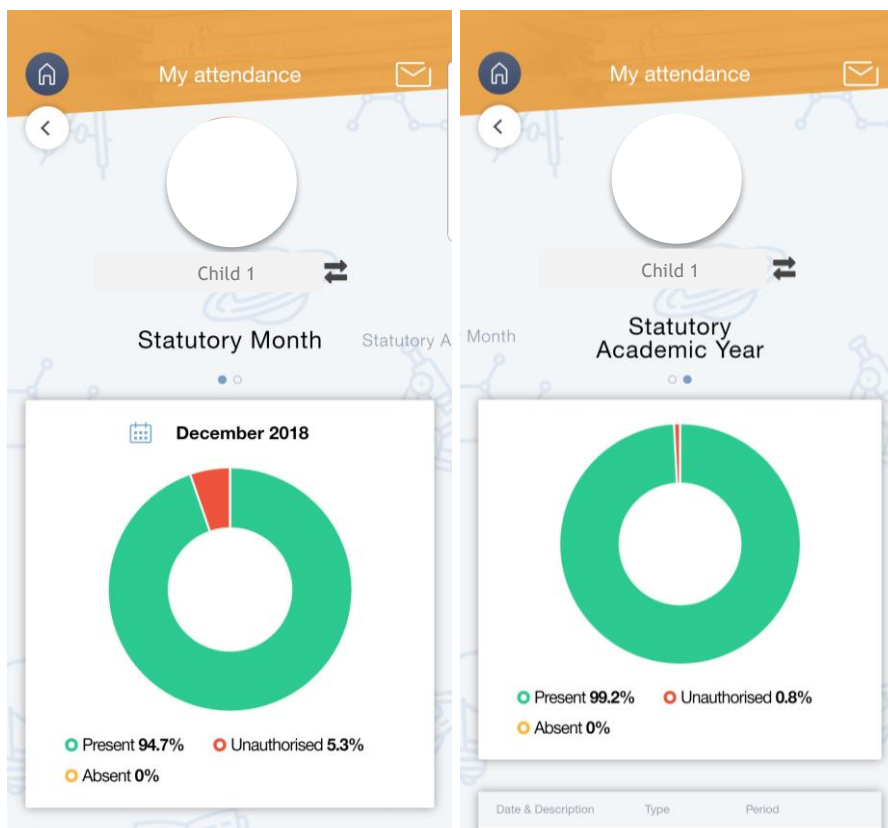 My attendance
Child 1
Statutory Month
Statutory A
December 2018
Present 94.7%
Unauthorised 5.3%
Absent 0%
My attendance
Child 1
Month
Statutory
Academic Year
Present 99.2%
Unauthorised 0.8%
Absent 0%
Date & Description
Type
Period